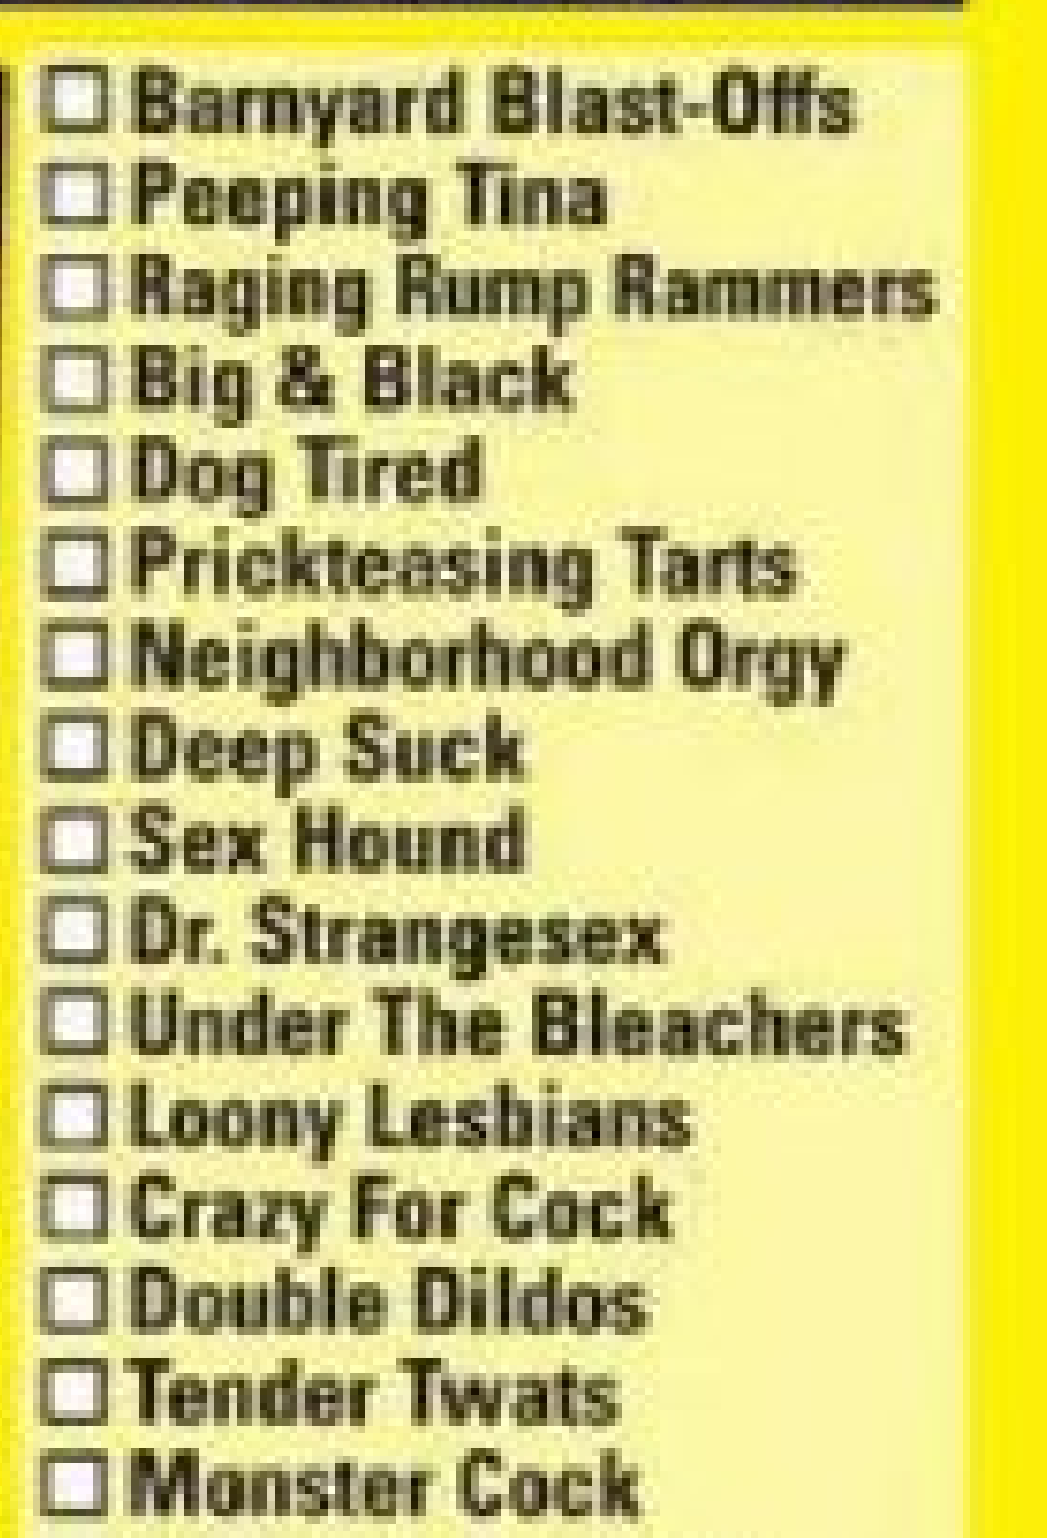 Barnyard Blast-Offs
Peeping Tina
Raging Rump Rammers
Big & Black
Dog Tired
Prickteasing Tarts
Neighborhood Orgy
Deep Suck
Sex Hound
Dr. Strangesex
Under The Bleachers
Loony Lesbians
Crazy For Cock
Double Dildos
Tender Twats
Monster Cock